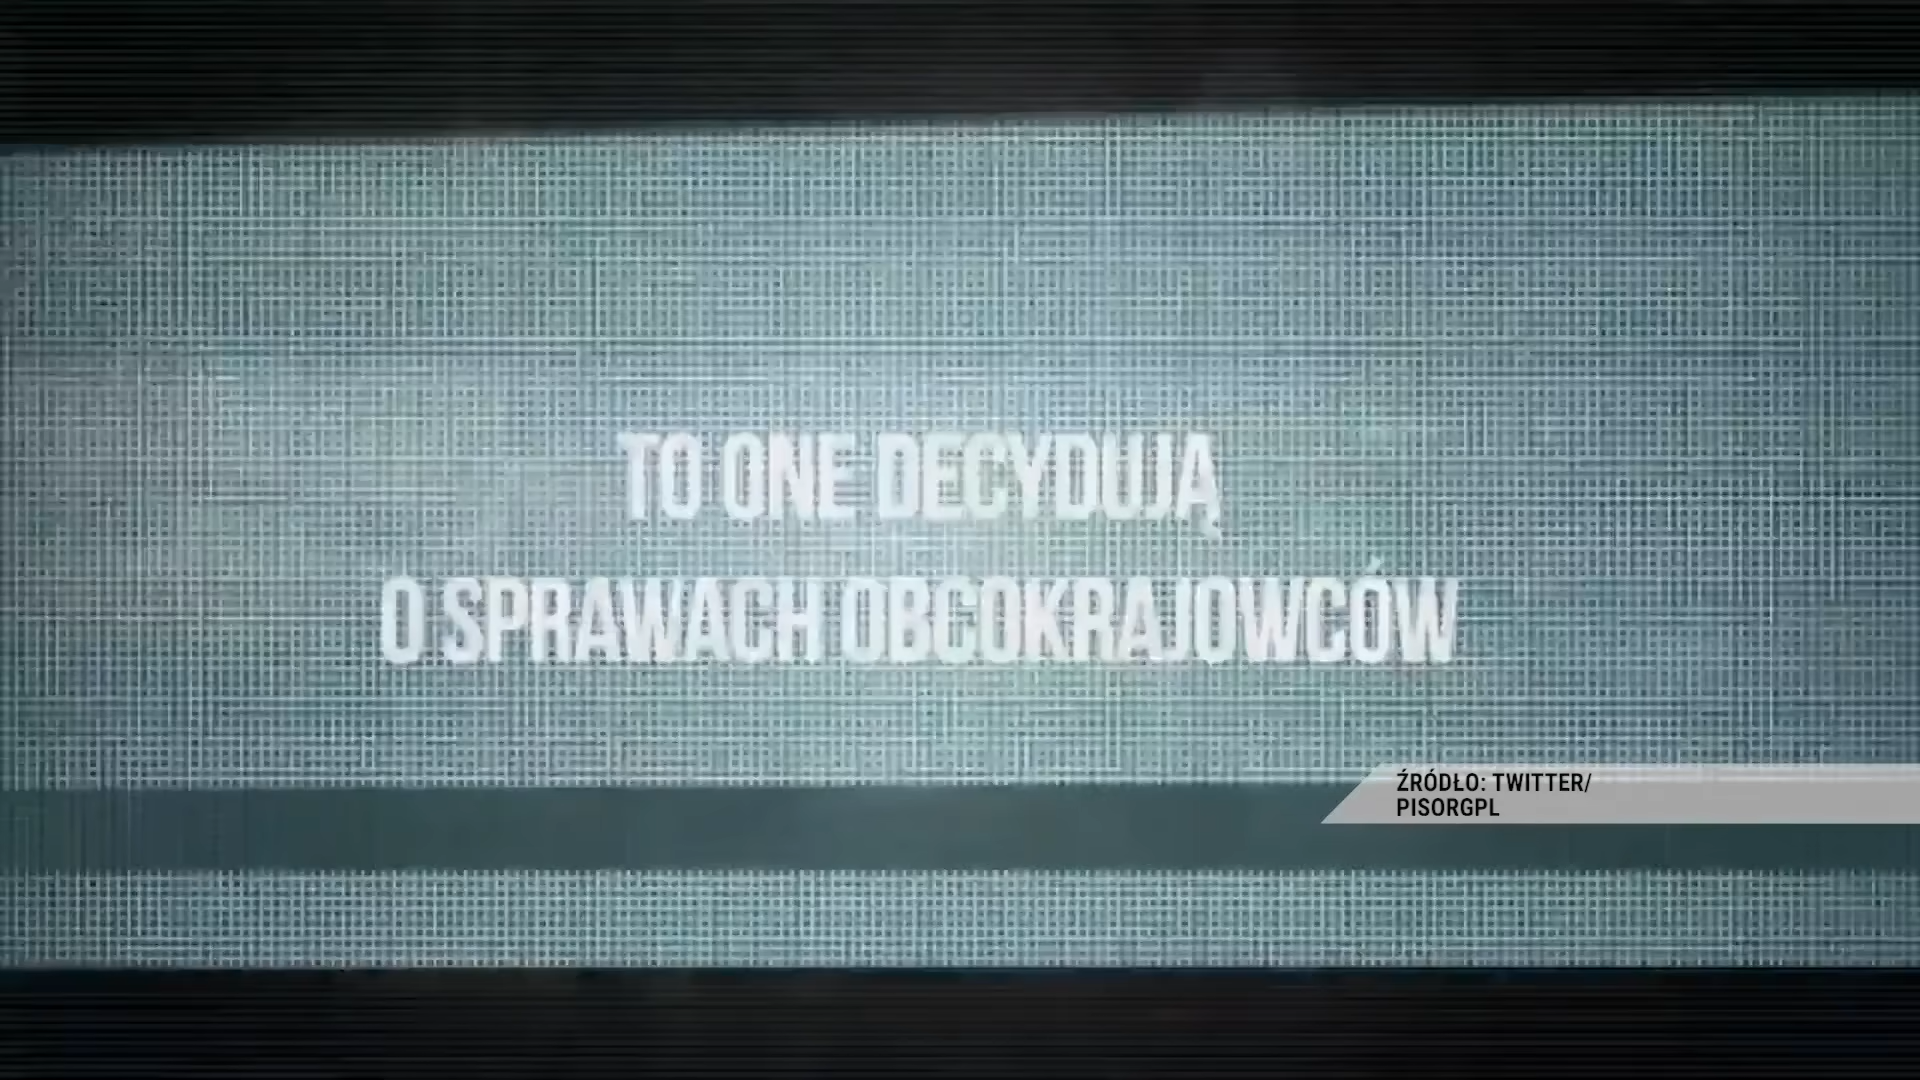 TO ONE DECYDUJĄ
O SPRAWACH OBCOKRAJOWCÓW
ŹRÓDŁO: TWITTER/
PISORGPL